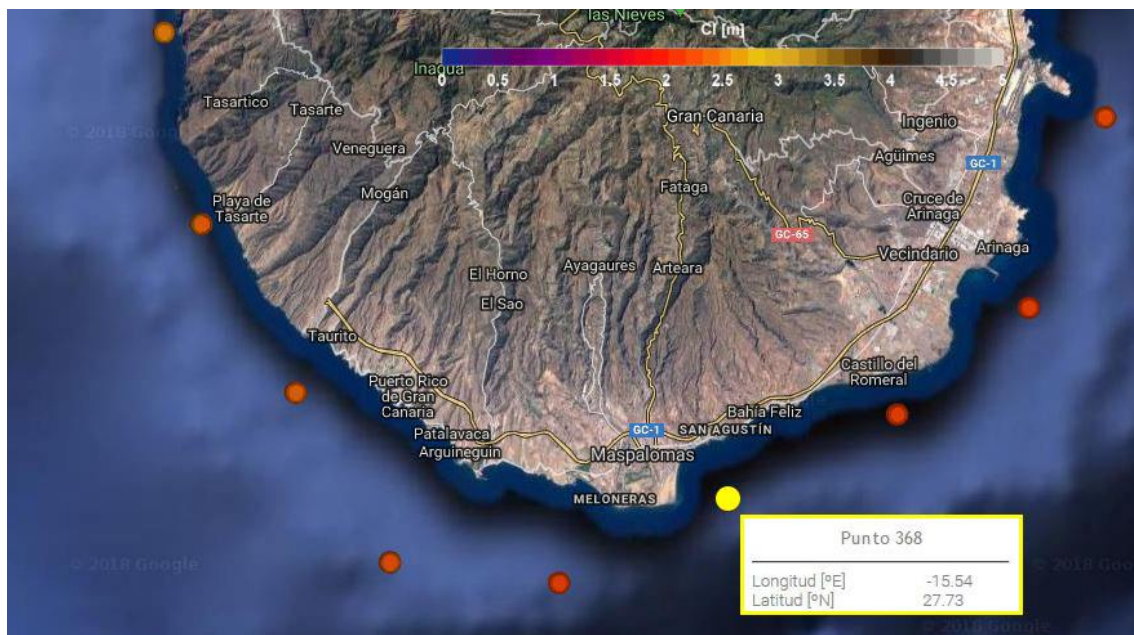 las Nieves
CI [m]
Inagua
0 0.5 1 1.5 2 2.5 3 3.5 4 4.5 5
Tasartico
Tasarte
Gran Canaria
Ingenio
© 2018 Google
Veneguera
Agüimes
GC-1
Mogán
Fataga
Cruce de
Arinaga
Playa de
Tasarte
GC-65
Vecindario
Arinaga
El Horno
Ayagaures
Arteara
El Sao
Taurito
Castillo del
Romeral
Puerto Rico
de Gran
Canaria
Bahía Feliz
Patalavaca
GC-1
SAN AGUSTÍN
Arguineguin
Maspalomas
MELONERAS
Punto 368
© 2018 Google
© 2018 Google
Longitud [ºE] -15.54
Latitud [ºN] 27.73
© 2018 Google